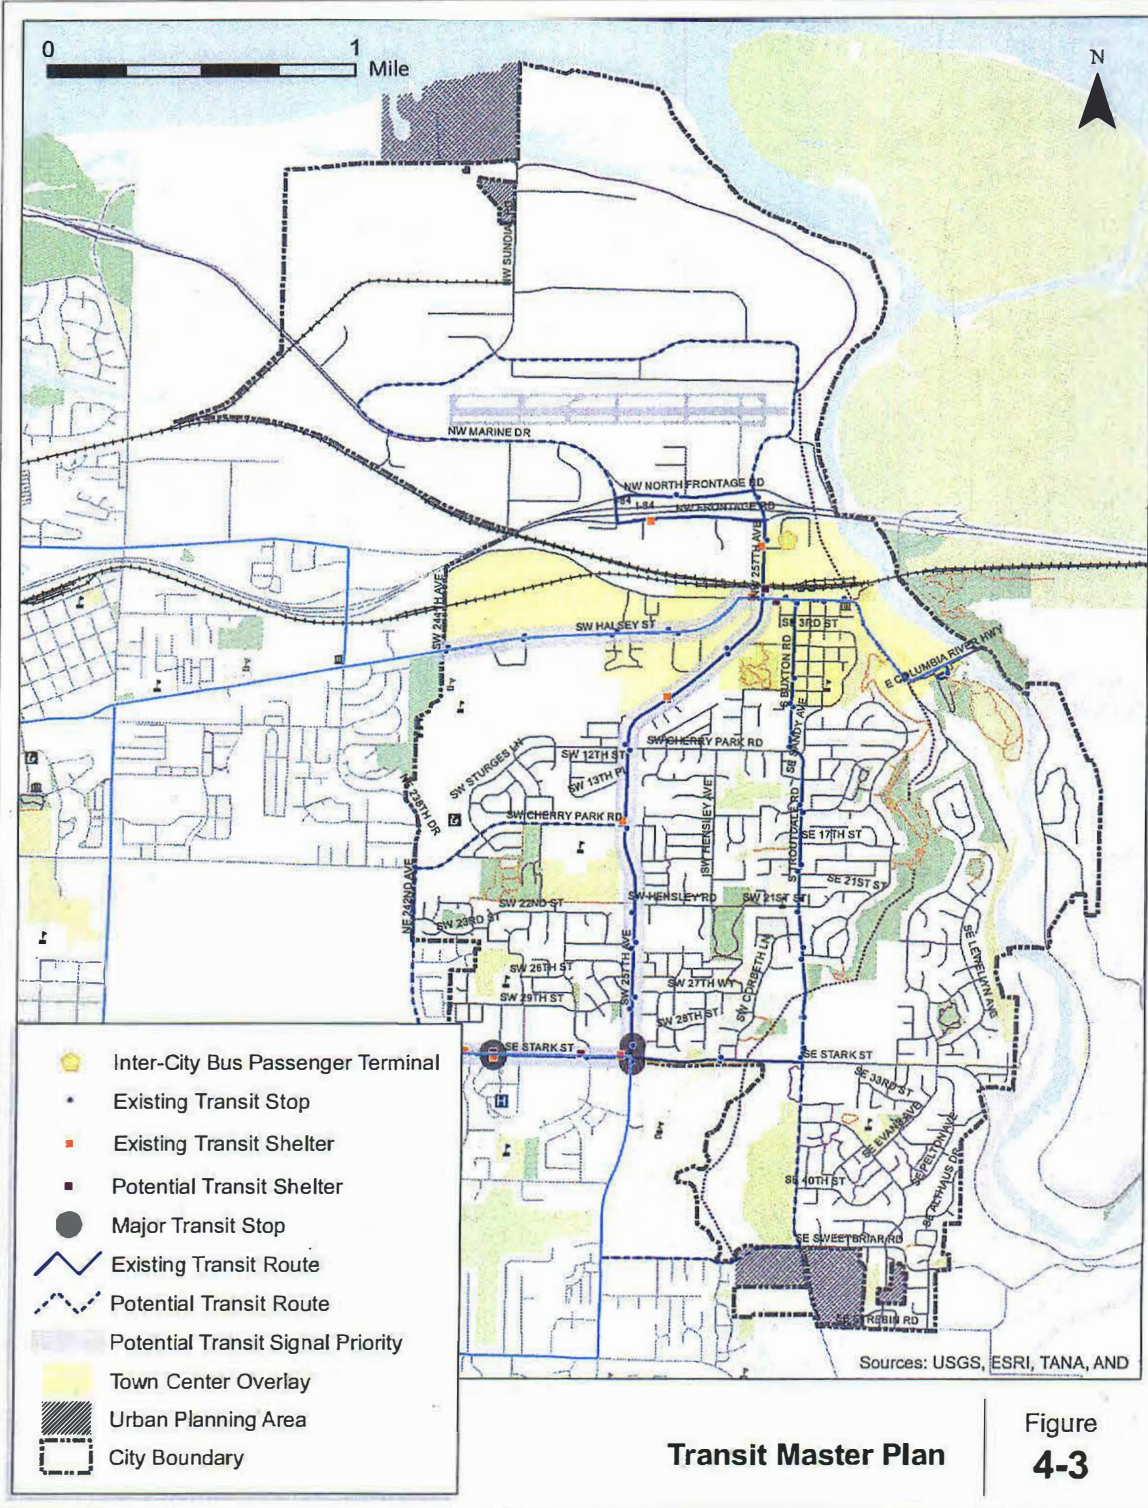 0 1
Mile
N
NW SUNDIAL RD
NW MARINE DR
NW NORTH FRONTAGE RD
I-84 I-84 NW FRONTAGE RD
257TH AVE
SW 244TH AVE
SW HALSEY ST
SE 3RD ST
S BUXTON RD
E COLUMBIA RIVER HWY
SE SANDY AVE
SW CHERRY PARK RD
SW 12TH ST
SW STURGES LN
SW 13TH PL
NE 238TH DR
SW CHERRY PARK RD
SW HENSLEY AVE
S TROUTDALE RD
SE 17TH ST
SE 21ST ST
NE 242ND AVE
SW 22ND ST
SW HENSLEY RD
SW 21ST ST
SW 23RD ST
SE LEWELLYN AVE
SW 257TH AVE
SW CORBETH LN
SW 26TH ST
SW 27TH WY
SW 29TH ST
SW 28TH ST
SE STARK ST
SE STARK ST
SE 33RD ST
H
SE EVANS AVE
SE PELTON AVE
SE 40TH ST
SE ALTHAUS DR
SE SWEETBRIAR RD
SE STREBIN RD
Inter-City Bus Passenger Terminal
Existing Transit Stop
Existing Transit Shelter
Potential Transit Shelter
Major Transit Stop
Existing Transit Route
Potential Transit Route
Potential Transit Signal Priority
Town Center Overlay
Urban Planning Area
City Boundary
Sources: USGS, ESRI, TANA, AND
Transit Master Plan
Figure
4-3